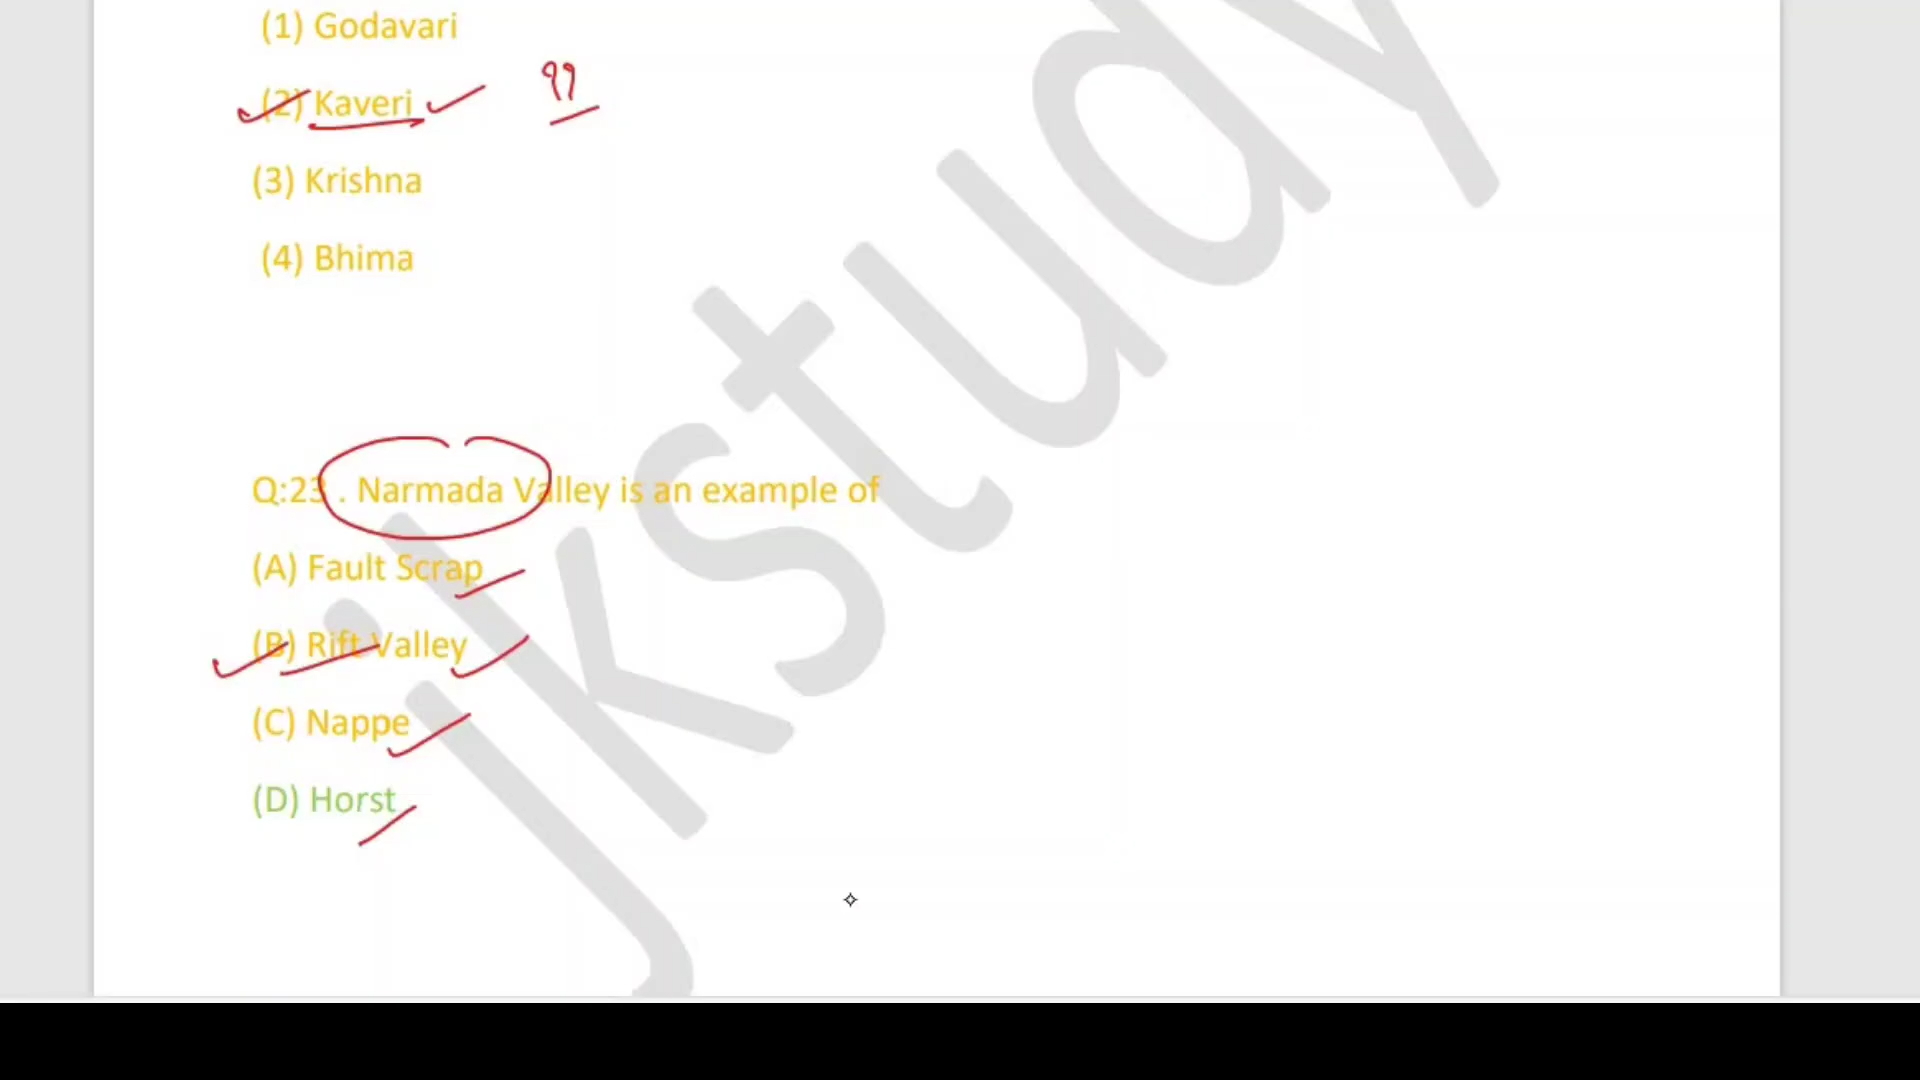 (1) Godavari
(2) Kaveri
(3) Krishna
(4) Bhima
Q:23 . Narmada Valley is an example of
(A) Fault Scrap
(B) Rift Valley
(C) Nappe
(D) Horst
jkstudy